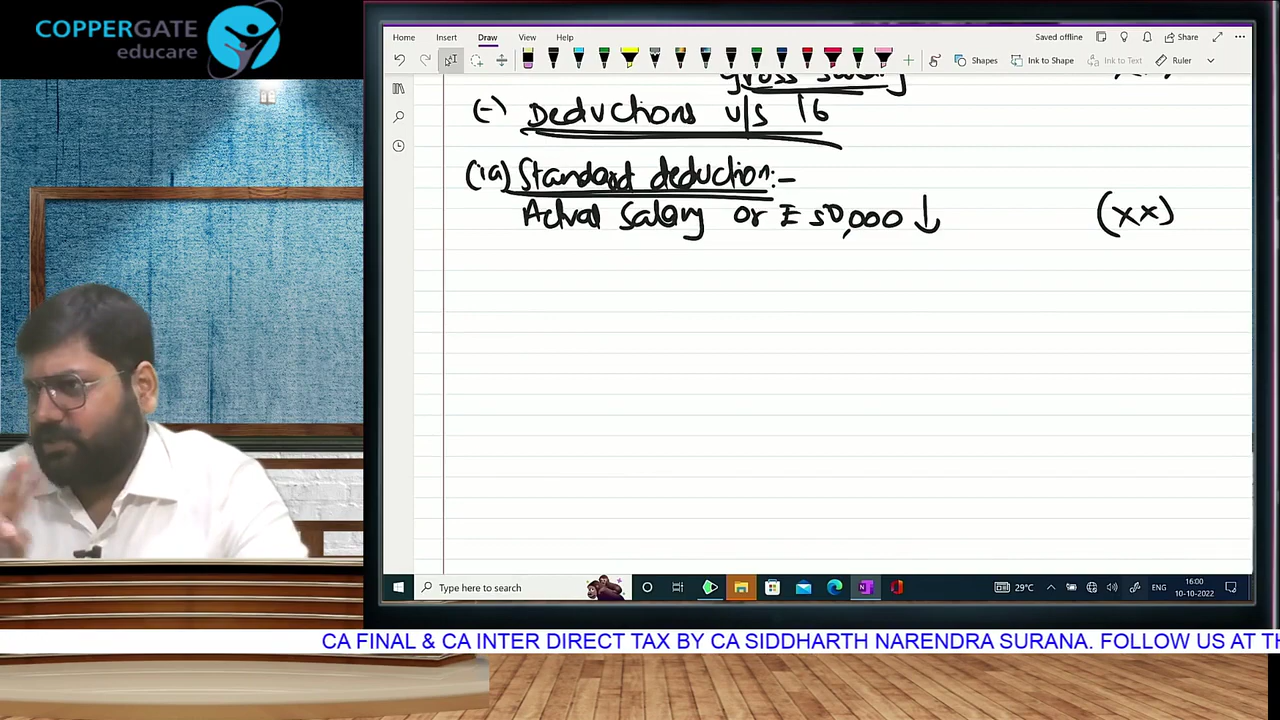 COPPERGATE
educare
Home Insert Draw View Help
Saved offline
Share
Shapes Ink to Shape Ink to Text Ruler
Gross Salary
(-) Deductions u/s 16
(ia) Standard deduction:-
Actual Salary or ₹ 50,000 ↓ (xx)
Type here to search
29°C ENG
16:00
10-10-2022
CA FINAL & CA INTER DIRECT TAX BY CA SIDDHARTH NARENDRA SURANA. FOLLOW US AT TH